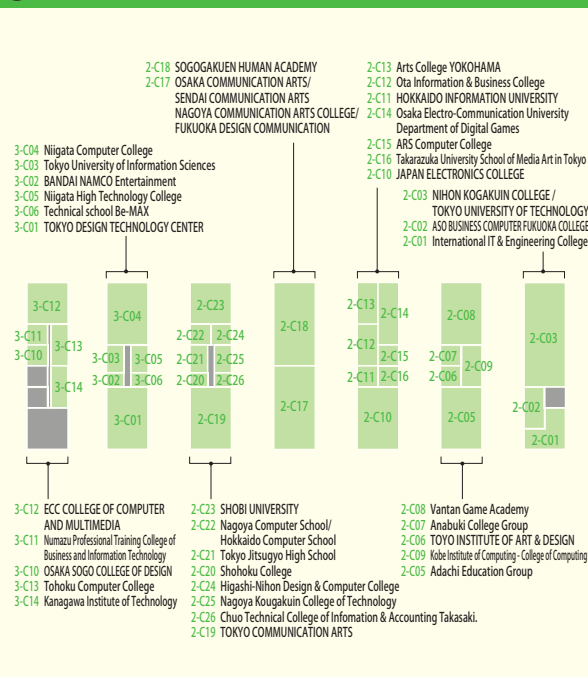 2-C18 SOGOGAKUEN HUMAN ACADEMY
2-C17 OSAKA COMMUNICATION ARTS/
SENDAI COMMUNICATION ARTS
NAGOYA COMMUNICATION ARTS COLLEGE/
FUKUOKA DESIGN COMMUNICATION
2-C13 Arts College YOKOHAMA
2-C12 Ota Information & Business College
2-C11 HOKKAIDO INFORMATION UNIVERSITY
2-C14 Osaka Electro-Communication University
Department of Digital Games
2-C15 ARS Computer College
2-C16 Takarazuka University School of Media Art in Tokyo
2-C10 JAPAN ELECTRONICS COLLEGE
3-C04 Niigata Computer College
3-C03 Tokyo University of Information Sciences
3-C02 BANDAI NAMCO Entertainment
3-C05 Niigata High Technology College
3-C06 Technical school Be-MAX
3-C01 TOKYO DESIGN TECHNOLOGY CENTER
2-C03 NIHON KOGAKUIN COLLEGE /
TOKYO UNIVERSITY OF TECHNOLOGY
2-C02 ASO BUSINESS COMPUTER FUKUOKA COLLEGE
2-C01 International IT & Engineering College
3-C12
3-C11
3-C13
3-C10
3-C14
3-C04
3-C03
3-C05
3-C02
3-C06
3-C01
2-C23
2-C22
2-C24
2-C21
2-C25
2-C20
2-C26
2-C19
2-C18
2-C17
2-C13
2-C14
2-C12
2-C15
2-C11
2-C16
2-C10
2-C08
2-C07
2-C09
2-C06
2-C05
2-C03
2-C02
2-C01
3-C12 ECC COLLEGE OF COMPUTER
AND MULTIMEDIA
3-C11 Numazu Professional Training College of
Business and Information Technology
3-C10 OSAKA SOGO COLLEGE OF DESIGN
3-C13 Tohoku Computer College
3-C14 Kanagawa Institute of Technology
2-C23 SHOBI UNIVERSITY
2-C22 Nagoya Computer School/
Hokkaido Computer School
2-C21 Tokyo Jitsugyo High School
2-C20 Shohoku College
2-C24 Higashi-Nihon Design & Computer College
2-C25 Nagoya Kougakuin College of Technology
2-C26 Chuo Technical College of Infomation & Accounting Takasaki.
2-C19 TOKYO COMMUNICATION ARTS
2-C08 Vantan Game Academy
2-C07 Anabuki College Group
2-C06 TOYO INSTITUTE OF ART & DESIGN
2-C09 Kobe Institute of Computing - College of Computing
2-C05 Adachi Education Group